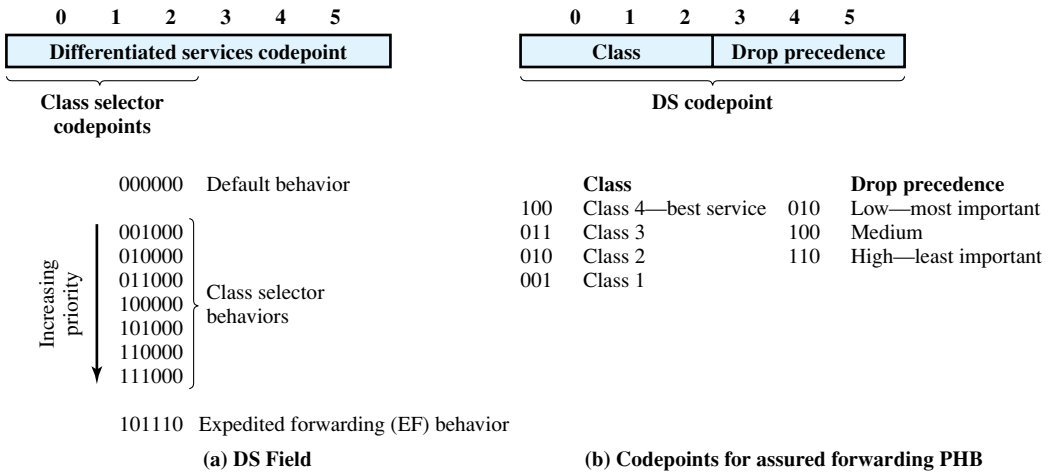 0 1 2 3 4 5
Differentiated services codepoint
Class selector
codepoints
000000 Default behavior
Increasing
priority
001000
010000
011000
100000
101000
110000
111000
Class selector
behaviors
101110 Expedited forwarding (EF) behavior
(a) DS Field
0 1 2 3 4 5
Class Drop precedence
DS codepoint
Class
100 Class 4—best service
011 Class 3
010 Class 2
001 Class 1
Drop precedence
010 Low—most important
100 Medium
110 High—least important
(b) Codepoints for assured forwarding PHB